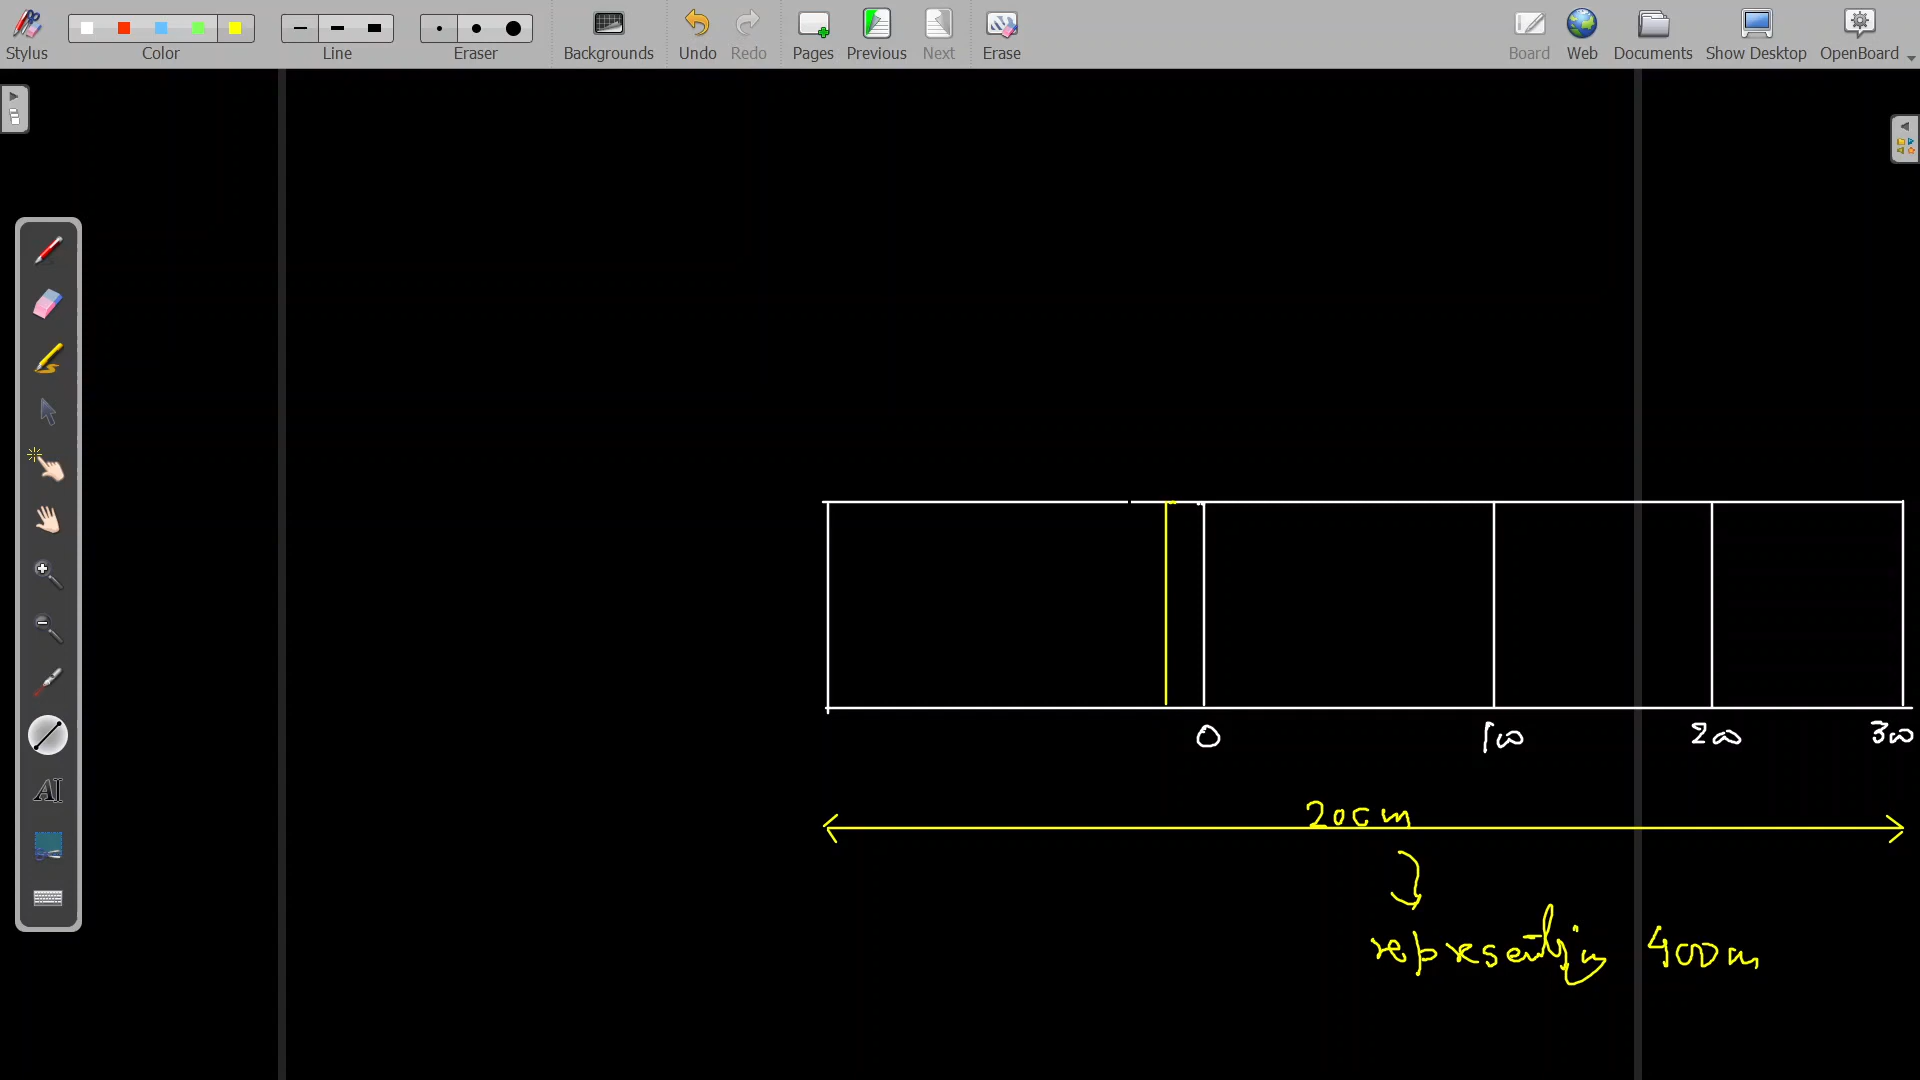 Stylus Color Line Eraser Backgrounds Undo Redo Pages Previous Next Erase Board Web Documents Show Desktop OpenBoard
0 100 200 300
20cm
representing 400m